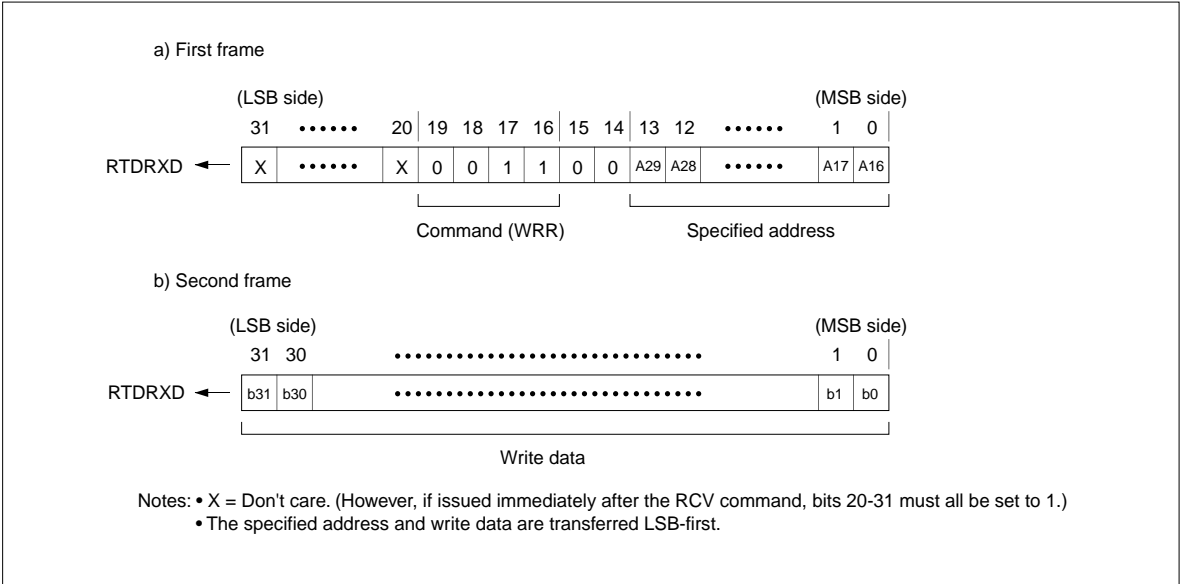 a) First frame
(LSB side) (MSB side)
31 •••••• 20 19 18 17 16 15 14 13 12 •••••• 1 0
RTDRXD X •••••• X 0 0 1 1 0 0 A29 A28 •••••• A17 A16
Command (WRR) Specified address
b) Second frame
(LSB side) (MSB side)
31 30 •••••••••••••••••••••••••••••• 1 0
RTDRXD b31 b30 •••••••••••••••••••••••••••••• b1 b0
Write data
Notes: • X = Don't care. (However, if issued immediately after the RCV command, bits 20-31 must all be set to 1.)
• The specified address and write data are transferred LSB-first.